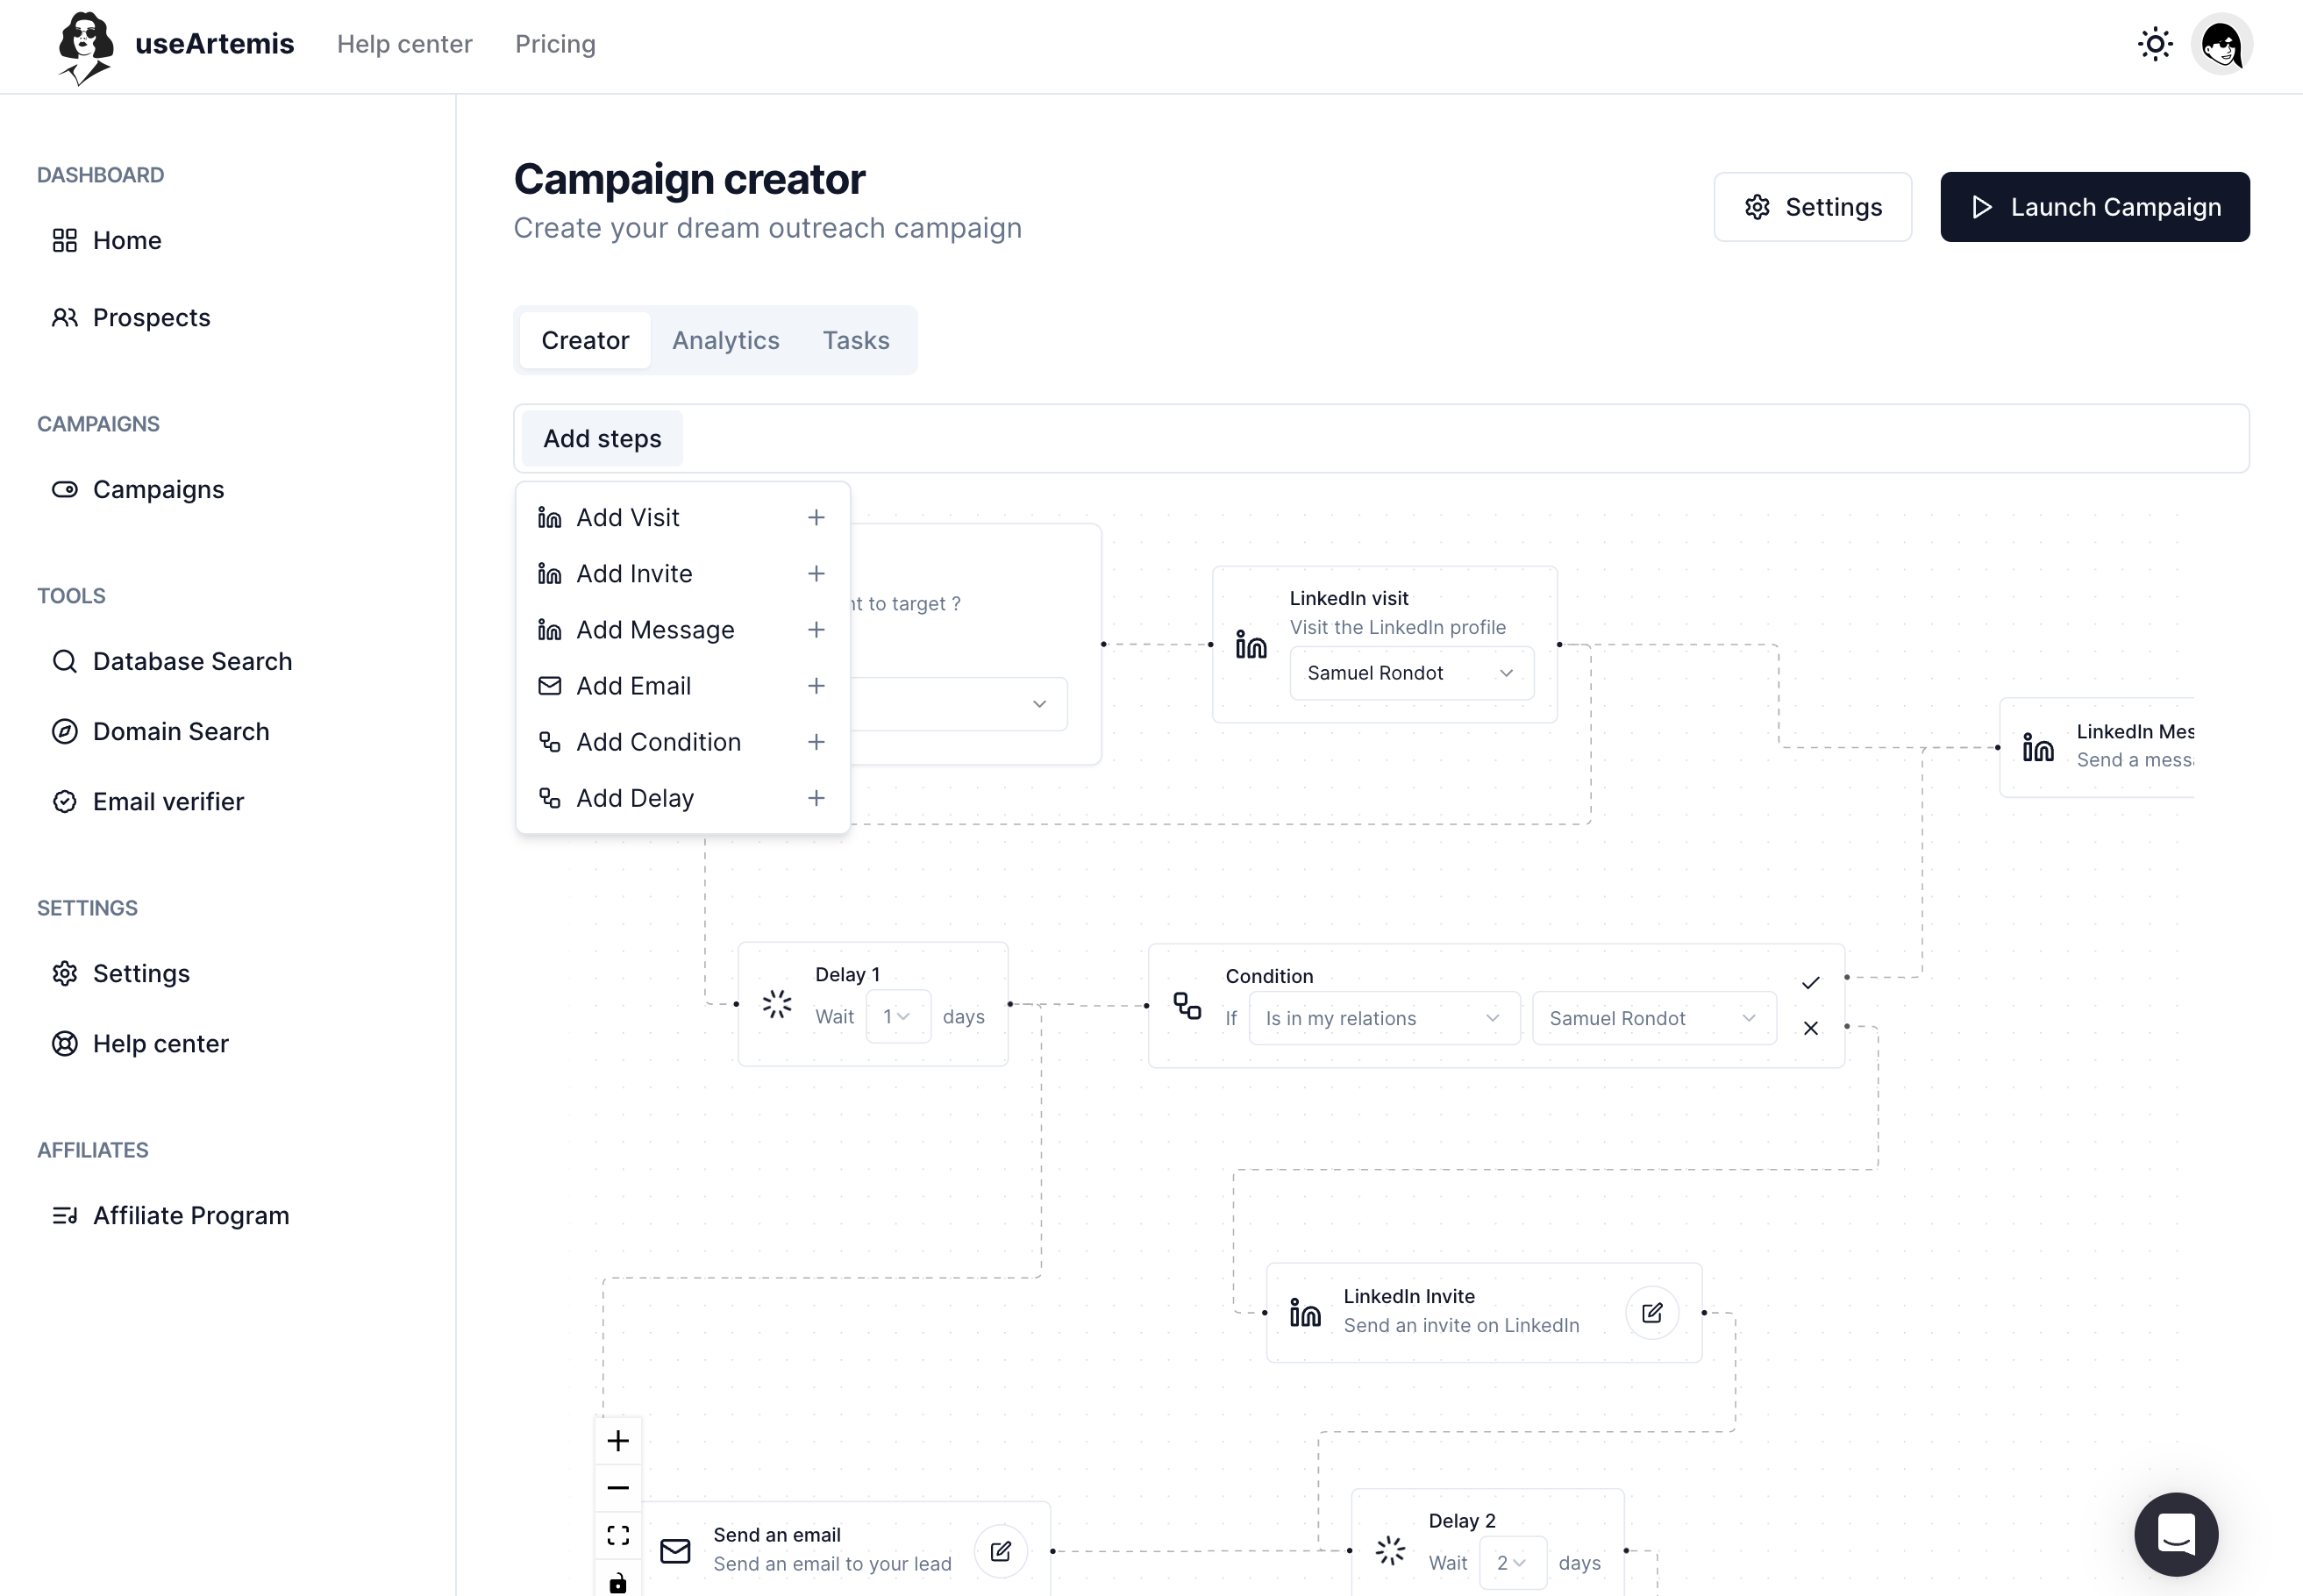 useArtemis
Help center
Pricing
DASHBOARD
Home
Prospects
CAMPAIGNS
Campaigns
TOOLS
Database Search
Domain Search
Email verifier
SETTINGS
Settings
Help center
AFFILIATES
Affiliate Program
Campaign creator
Create your dream outreach campaign
Settings
Launch Campaign
Creator
Analytics
Tasks
Add steps
Add Visit
Add Invite
Add Message
Add Email
Add Condition
Add Delay
to target ?
LinkedIn visit
Visit the LinkedIn profile
Samuel Rondot
LinkedIn Mes
Send a mess
Delay 1
Wait 1 days
Condition
If Is in my relations Samuel Rondot
LinkedIn Invite
Send an invite on LinkedIn
Send an email
Send an email to your lead
Delay 2
Wait 2 days